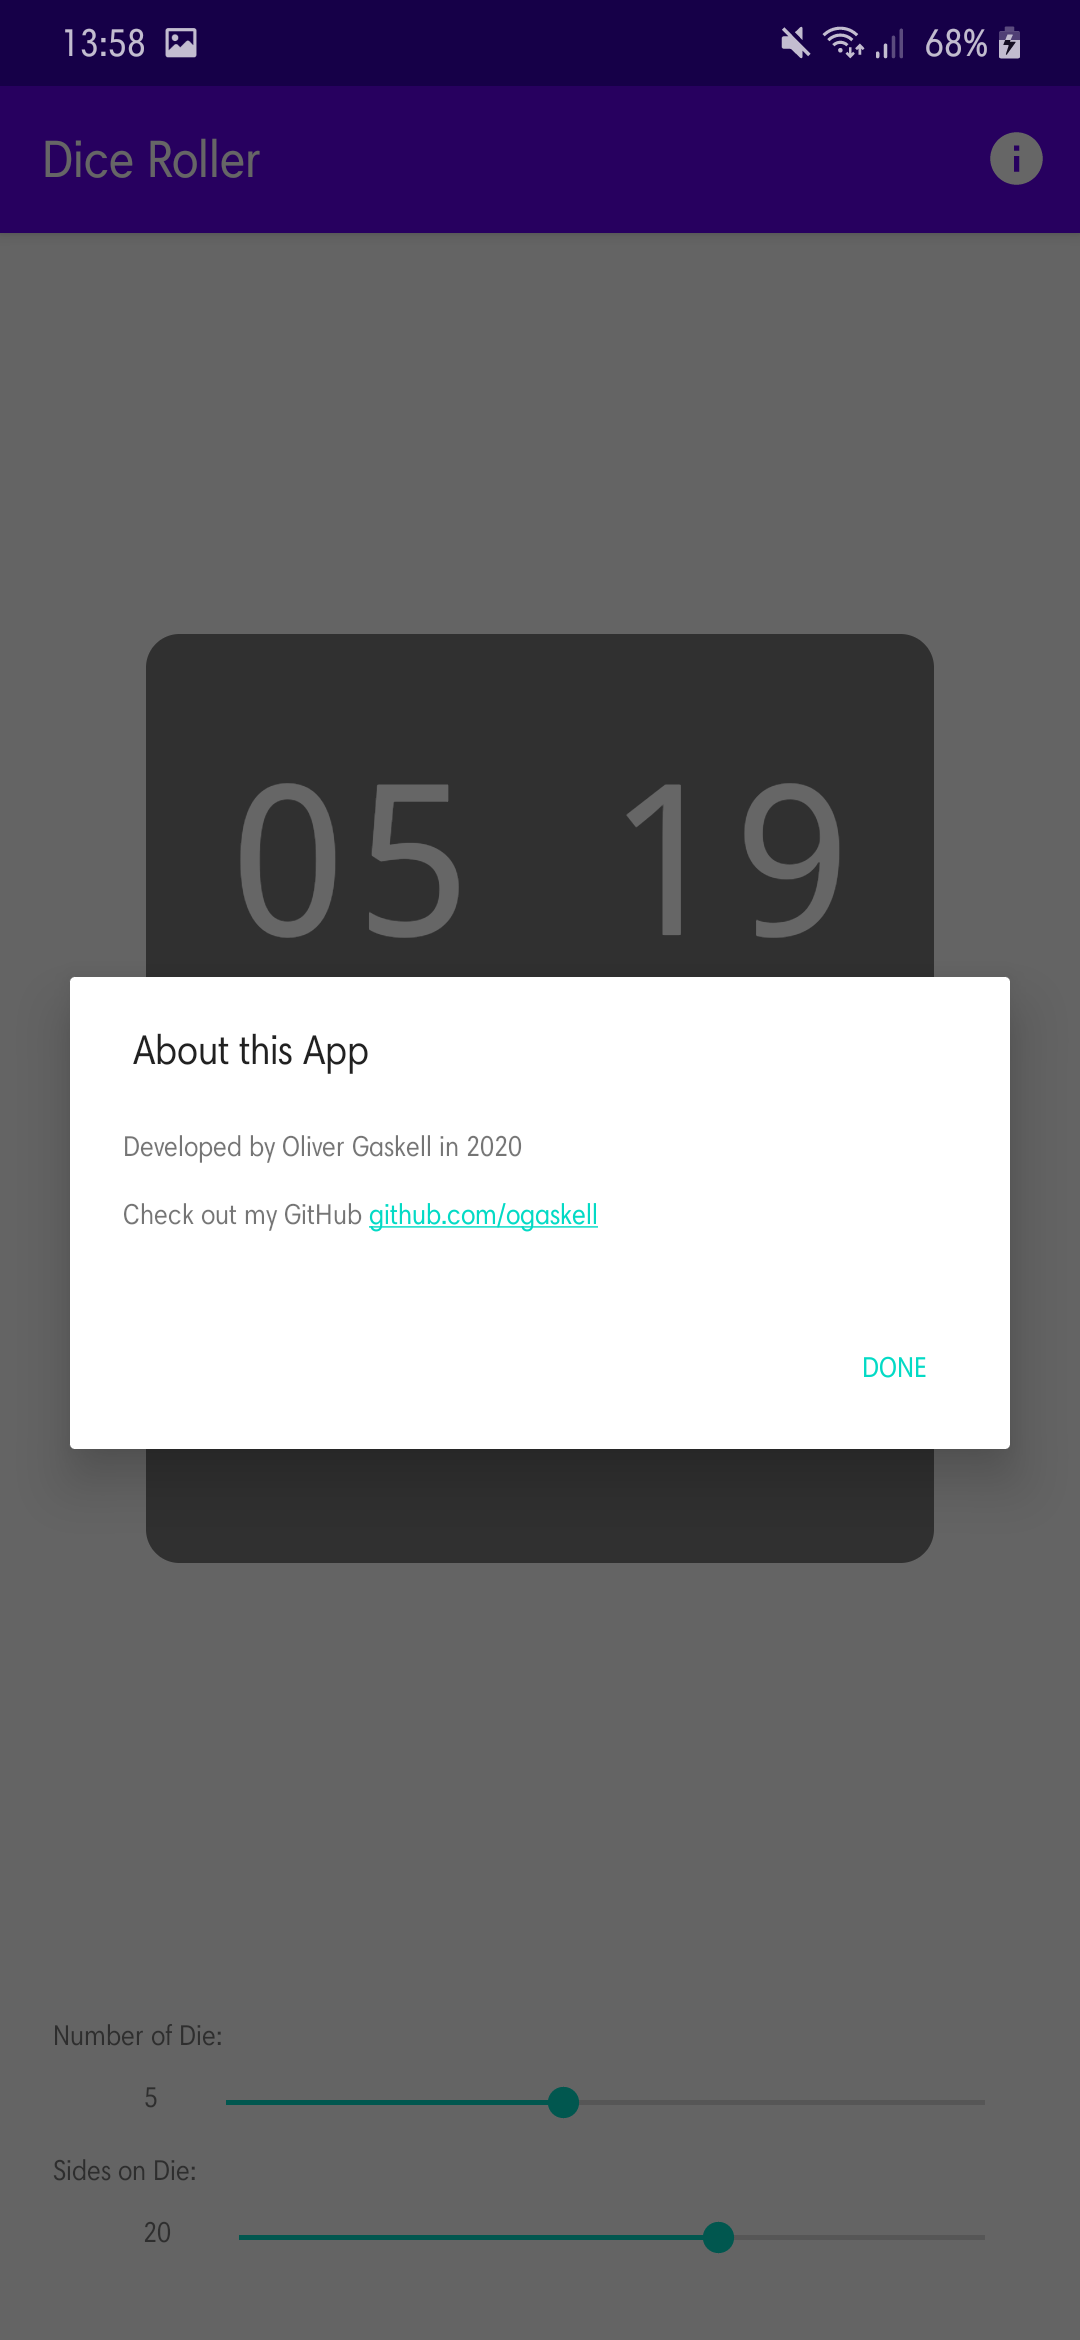 13:58 68%
Dice Roller
05 19
About this App
Developed by Oliver Gaskell in 2020
Check out my GitHub github.com/ogaskell
DONE
Number of Die:
5
Sides on Die:
20